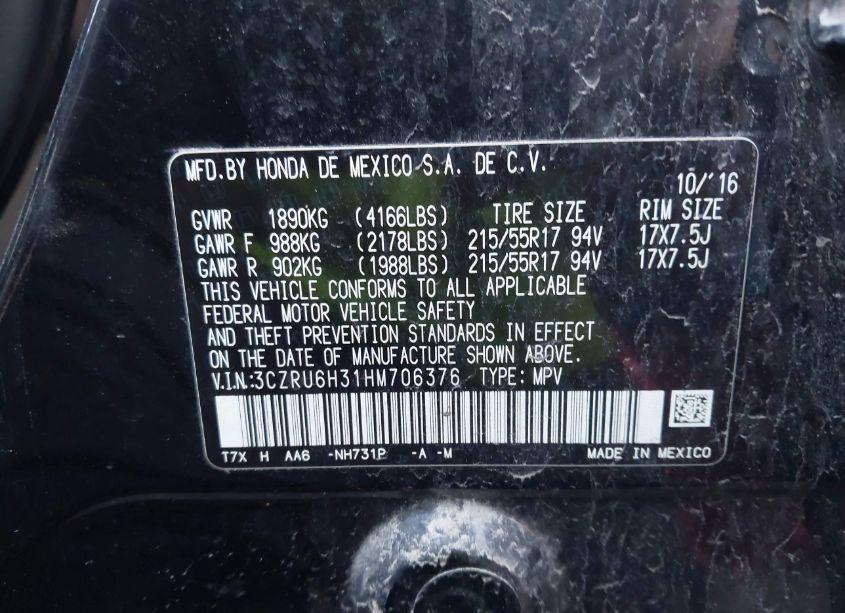 MFD.BY HONDA DE MEXICO S.A. DE C.V.
10/'16
GVWR 1890KG (4166LBS) TIRE SIZE RIM SIZE
GAWR F 988KG (2178LBS) 215/55R17 94V 17X7.5J
GAWR R 902KG (1988LBS) 215/55R17 94V 17X7.5J
THIS VEHICLE CONFORMS TO ALL APPLICABLE
FEDERAL MOTOR VEHICLE SAFETY
AND THEFT PREVENTION STANDARDS IN EFFECT
ON THE DATE OF MANUFACTURE SHOWN ABOVE.
V.I.N.:3CZRU6H31HM706376 TYPE: MPV
T7X H AA6 -NH731P -A -M MADE IN MEXICO